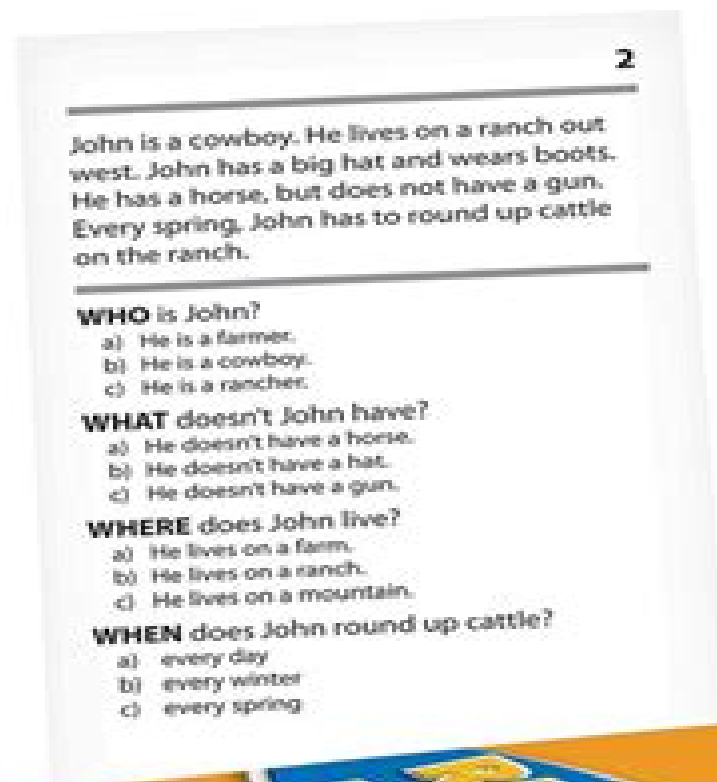 2
John is a cowboy. He lives on a ranch out
west. John has a big hat and wears boots.
He has a horse, but does not have a gun.
Every spring, John has to round up cattle
on the ranch.
WHO is John?
a) He is a farmer.
b) He is a cowboy.
c) He is a rancher.
WHAT doesn't John have?
a) He doesn't have a horse.
b) He doesn't have a hat.
c) He doesn't have a gun.
WHERE does John live?
a) He lives on a farm.
b) He lives on a ranch.
c) He lives on a mountain.
WHEN does John round up cattle?
a) every day
b) every winter
c) every spring